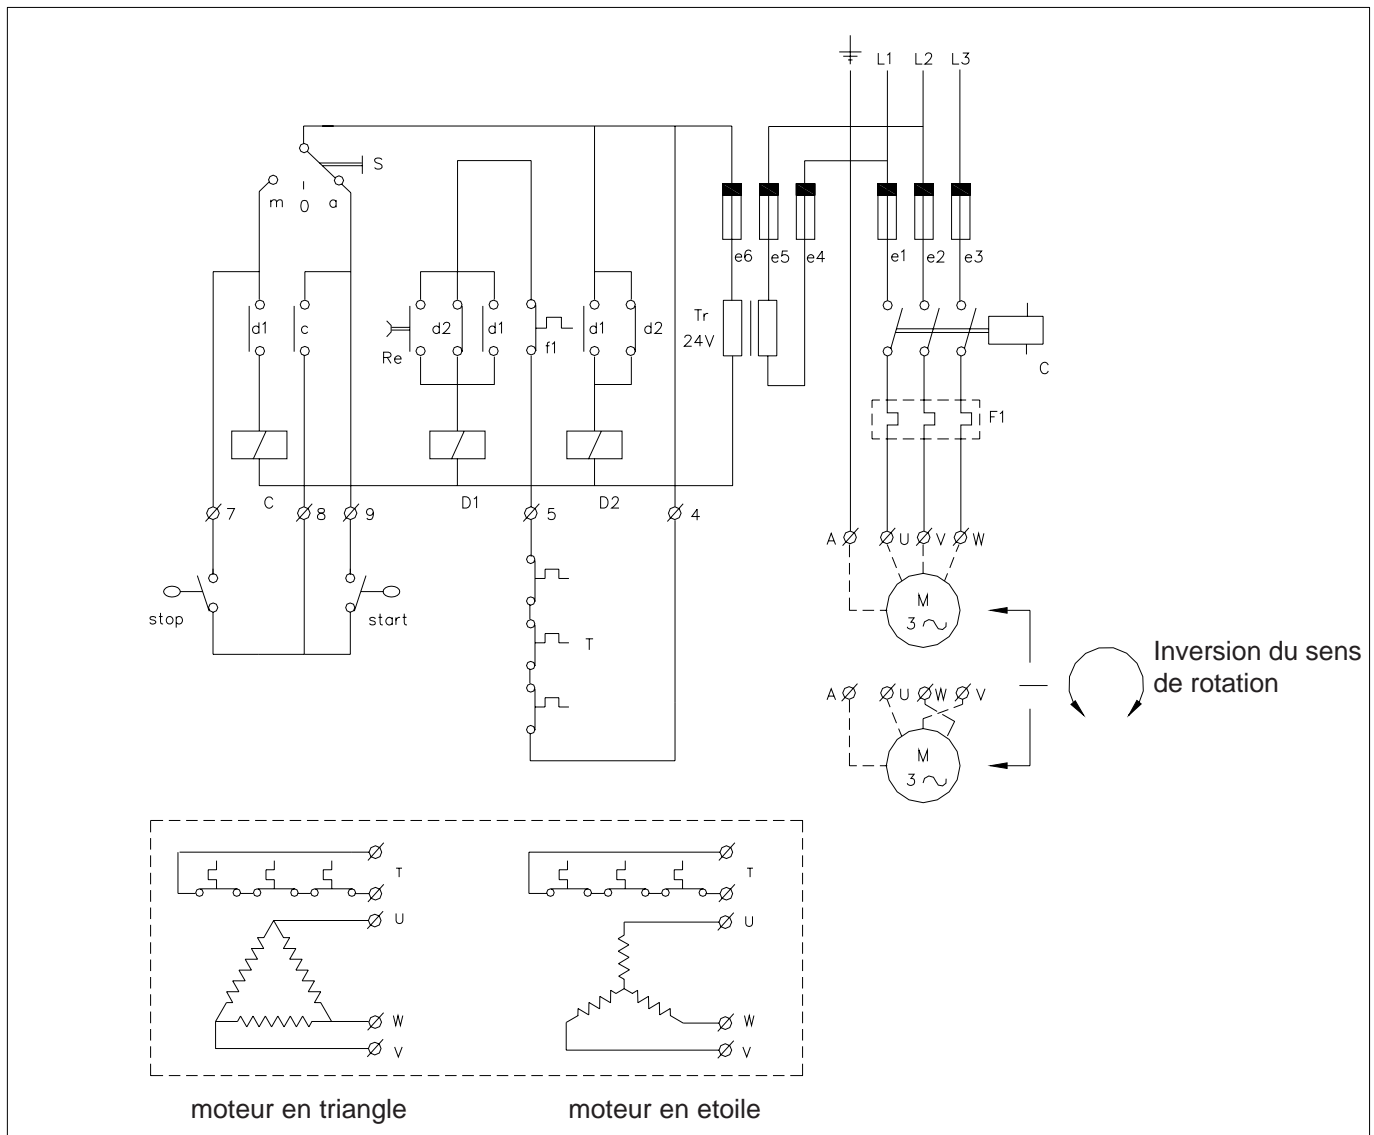 L1 L2 L3
S
m 0 a
e6 e5 e4 e1 e2 e3
d1 c d2 d1 f1 d1 d2
Re
Tr
24V
C
F1
C D1 D2
7 8 9 5 4
A U V W
stop start
T
M
3
Inversion du sens
de rotation
A U W V
M
3
T T
U U
W W
V V
moteur en triangle moteur en etoile